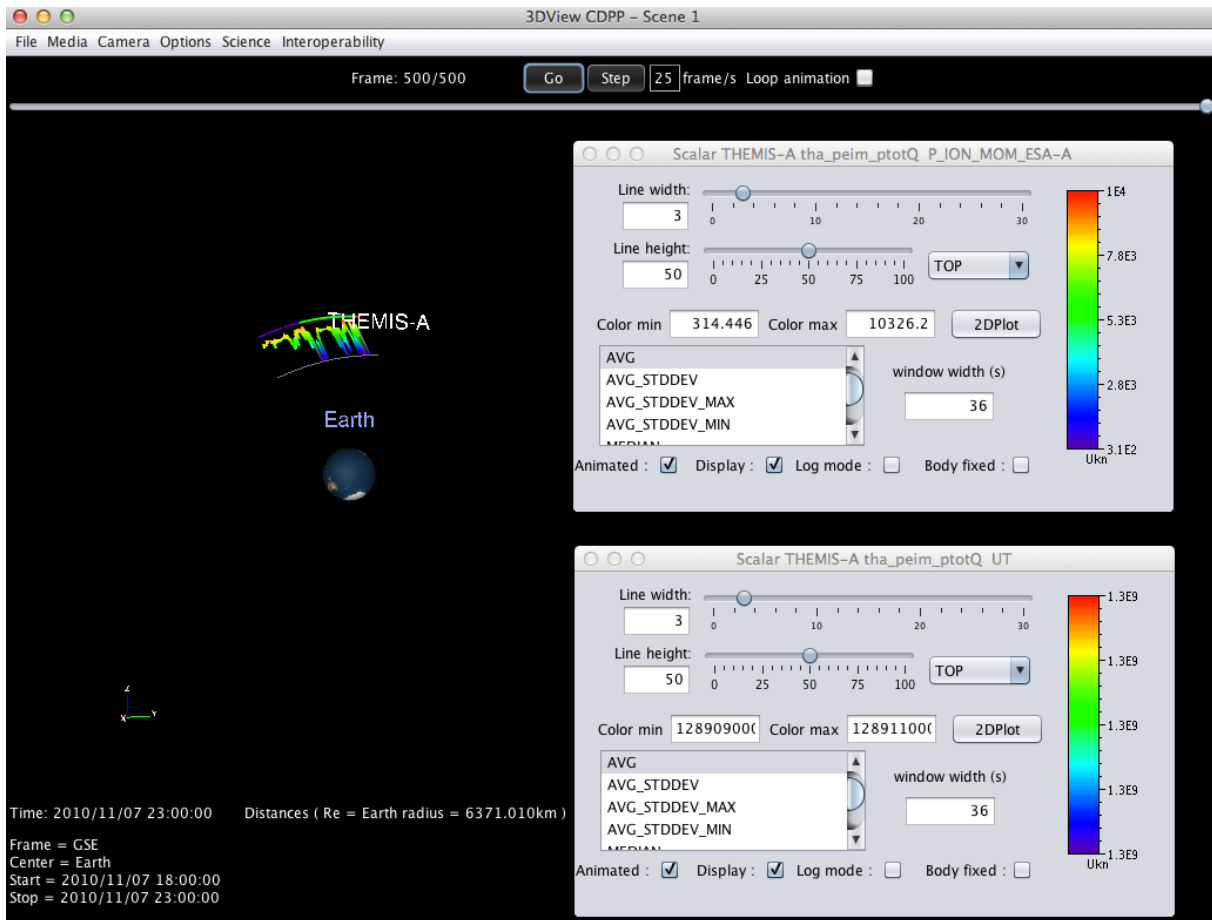 3DView CDPP – Scene 1
File Media Camera Options Science Interoperability
Frame: 500/500 Go Step 25 frame/s Loop animation
THEMIS-A
Earth
Z
X Y
Time: 2010/11/07 23:00:00 Distances ( Re = Earth radius = 6371.010km )
Frame = GSE
Center = Earth
Start = 2010/11/07 18:00:00
Stop = 2010/11/07 23:00:00
Scalar THEMIS-A tha_peim_ptotQ P_ION_MOM_ESA-A
Line width:
3
0 10 20 30
Line height:
50
0 25 50 75 100
TOP
Color min 314.446 Color max 10326.2 2DPlot
AVG
AVG_STDDEV
AVG_STDDEV_MAX
AVG_STDDEV_MIN
MEDIAN
window width (s)
36
Animated : Display : Log mode : Body fixed :
1E4
7.8E3
5.3E3
2.8E3
3.1E2
Ukn
Scalar THEMIS-A tha_peim_ptotQ UT
Line width:
3
0 10 20 30
Line height:
50
0 25 50 75 100
TOP
Color min 12890900( Color max 12891100( 2DPlot
AVG
AVG_STDDEV
AVG_STDDEV_MAX
AVG_STDDEV_MIN
MEDIAN
window width (s)
36
Animated : Display : Log mode : Body fixed :
1.3E9
1.3E9
1.3E9
1.3E9
1.3E9
Ukn